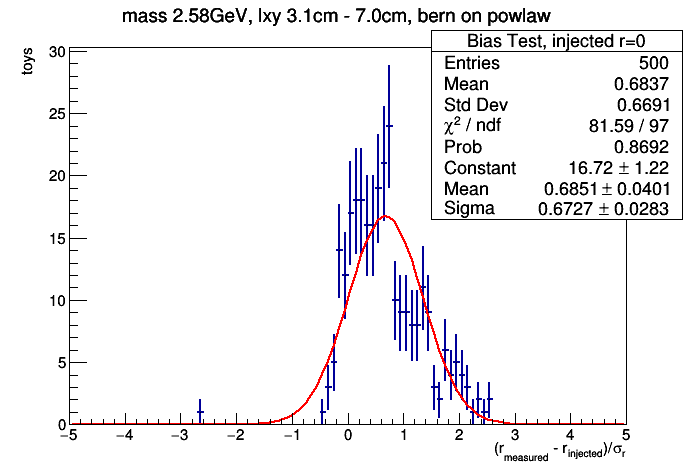 mass 2.58GeV, lxy 3.1cm - 7.0cm, bern on powlaw
Bias Test, injected r=0
Entries 500
Mean 0.6837
Std Dev 0.6691
χ² / ndf 81.59 / 97
Prob 0.8692
Constant 16.72 ± 1.22
Mean 0.6851 ± 0.0401
Sigma 0.6727 ± 0.0283
toys
30
25
20
15
10
5
0
−5 −4 −3 −2 −1 0 1 2 3 4 5
(r_measured - r_injected)/σ_r